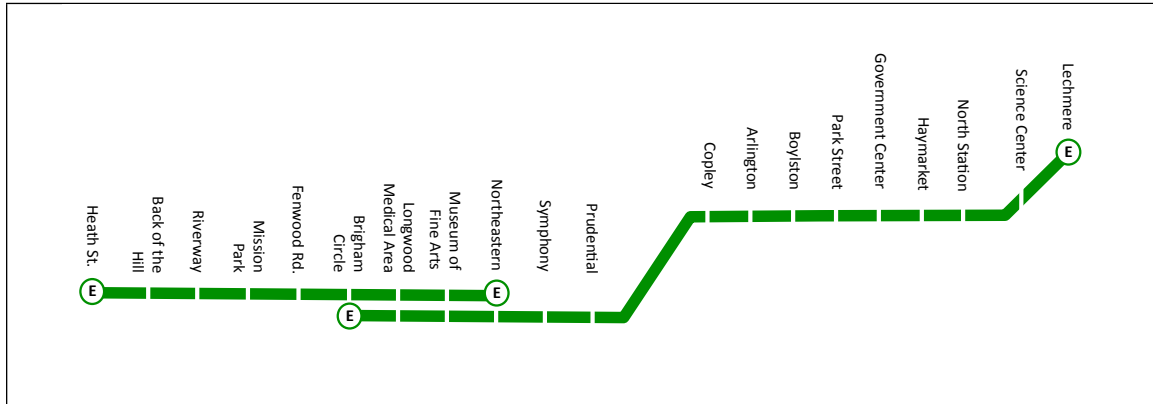 Heath St.
Back of the
Hill
Riverway
Mission
Park
Fenwood Rd.
Brigham
Circle
Longwood
Medical Area
Museum of
Fine Arts
Northeastern
Symphony
Prudential
Copley
Arlington
Boylston
Park Street
Government Center
Haymarket
North Station
Science Center
Lechmere
E
E
E
E